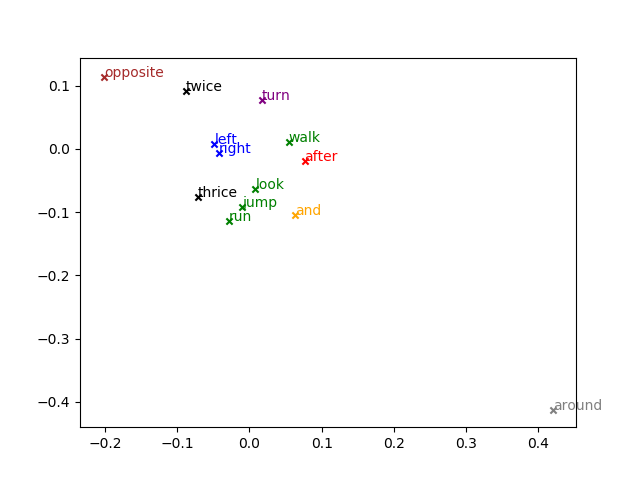 opposite
twice
turn
0.1
left
walk
0.0
right
after
thrice
look
jump
−0.1
run
and
−0.2
−0.3
−0.4
around
−0.2 −0.1 0.0 0.1 0.2 0.3 0.4